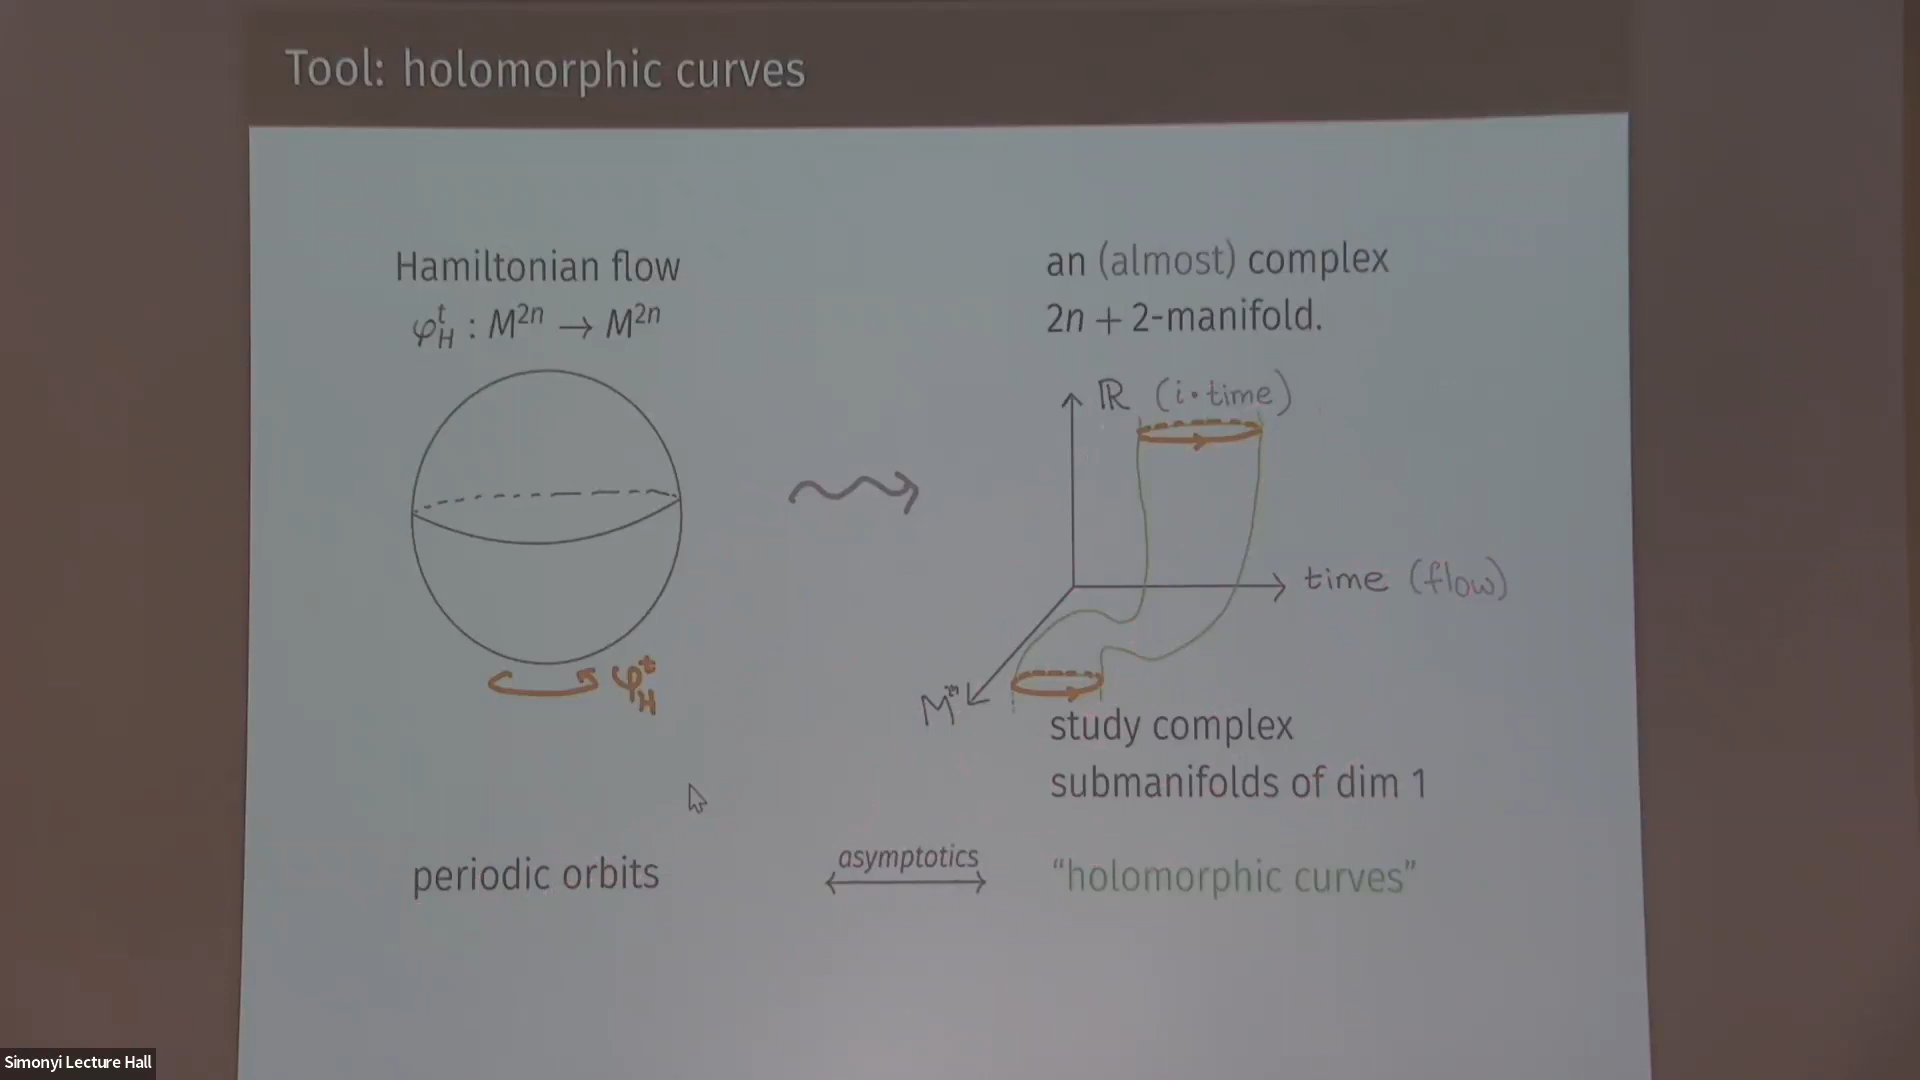 Tool: holomorphic curves
Hamiltonian flow
φ_H^t : M^{2n} → M^{2n}
an (almost) complex
2n + 2-manifold.
ℝ (i·time)
time (flow)
φ_H^t
M^{2n}
study complex
submanifolds of dim 1
periodic orbits
asymptotics
“holomorphic curves”
Simonyi Lecture Hall